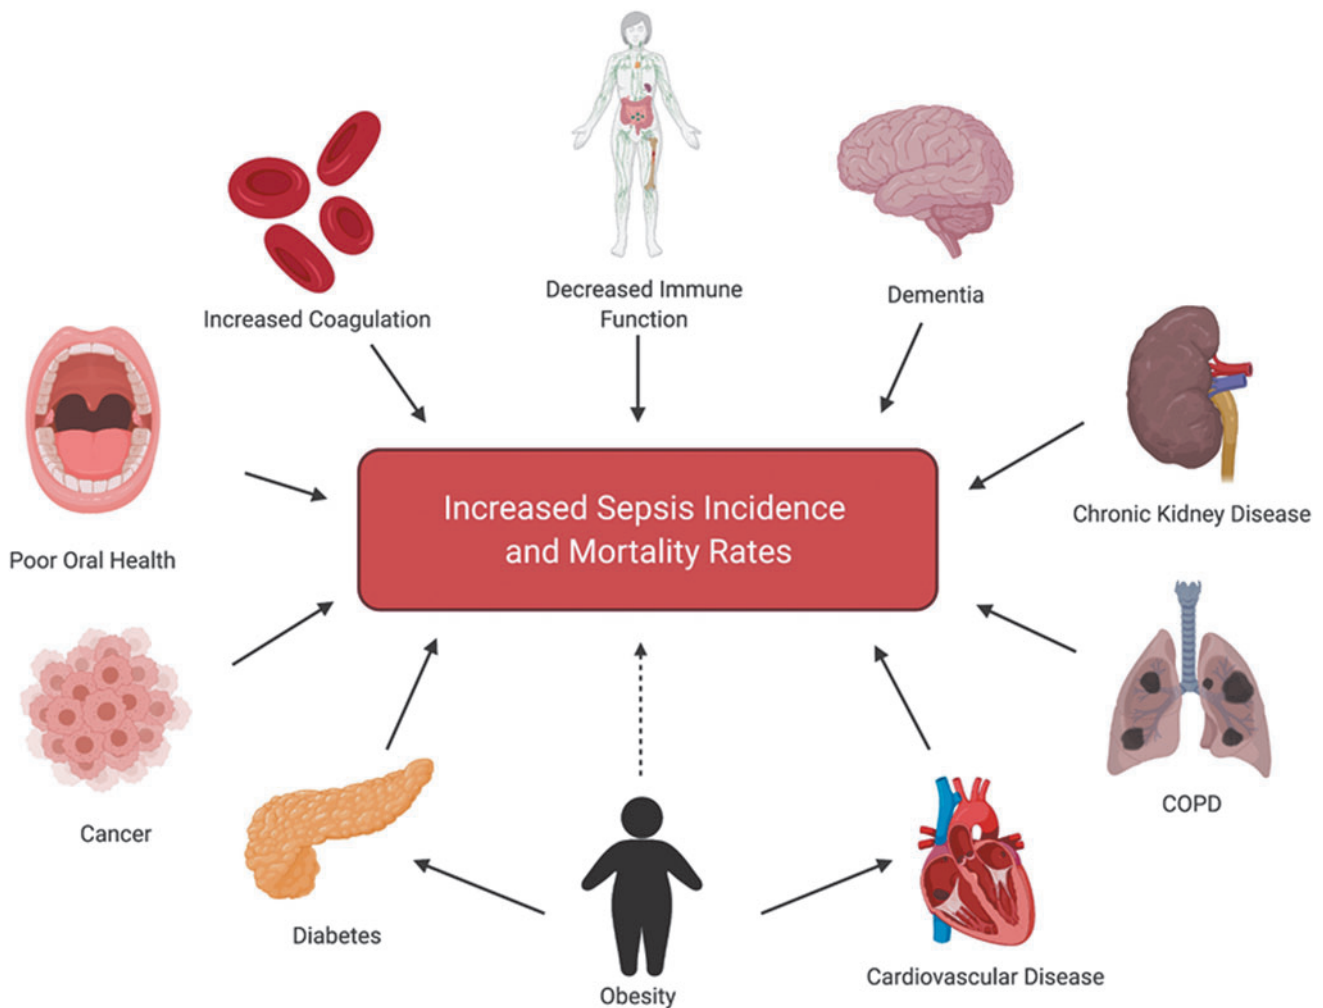 Decreased Immune
Function
Dementia
Increased Coagulation
Chronic Kidney Disease
Increased Sepsis Incidence
and Mortality Rates
Poor Oral Health
COPD
Cancer
Diabetes
Cardiovascular Disease
Obesity